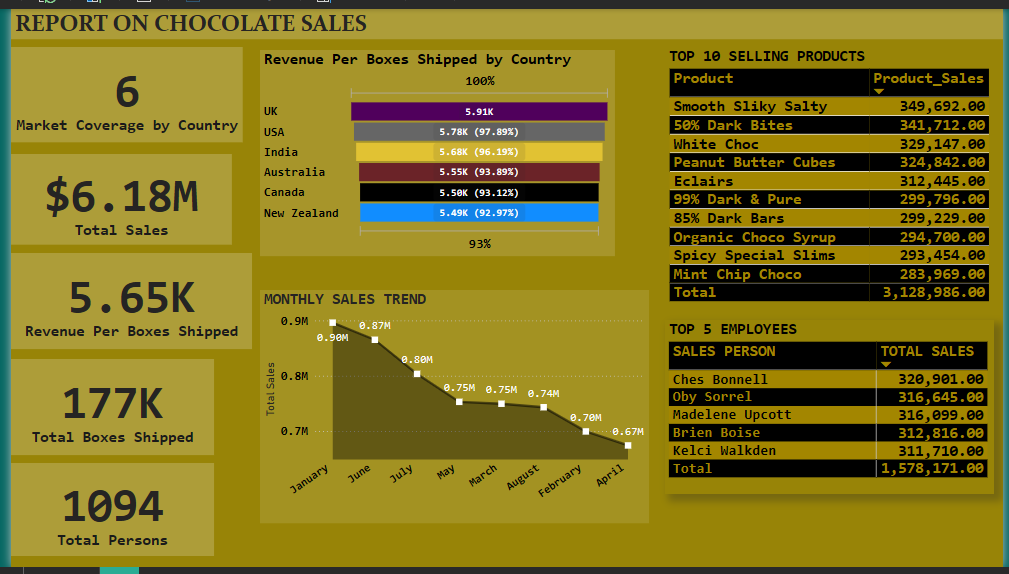 REPORT ON CHOCOLATE SALES
6
Market Coverage by Country
$6.18M
Total Sales
5.65K
Revenue Per Boxes Shipped
177K
Total Boxes Shipped
1094
Total Persons
Revenue Per Boxes Shipped by Country
100%
UK 5.91K
USA 5.78K (97.89%)
India 5.68K (96.19%)
Australia 5.55K (93.89%)
Canada 5.50K (93.12%)
New Zealand 5.49K (92.97%)
93%
MONTHLY SALES TREND
Total Sales
0.9M
0.8M
0.7M
0.90M 0.87M 0.80M 0.75M 0.75M 0.74M 0.70M 0.67M
January June July May March August February April
TOP 10 SELLING PRODUCTS
Product Product_Sales
Smooth Sliky Salty 349,692.00
50% Dark Bites 341,712.00
White Choc 329,147.00
Peanut Butter Cubes 324,842.00
Eclairs 312,445.00
99% Dark & Pure 299,796.00
85% Dark Bars 299,229.00
Organic Choco Syrup 294,700.00
Spicy Special Slims 293,454.00
Mint Chip Choco 283,969.00
Total 3,128,986.00
TOP 5 EMPLOYEES
SALES PERSON TOTAL SALES
Ches Bonnell 320,901.00
Oby Sorrel 316,645.00
Madelene Upcott 316,099.00
Brien Boise 312,816.00
Kelci Walkden 311,710.00
Total 1,578,171.00